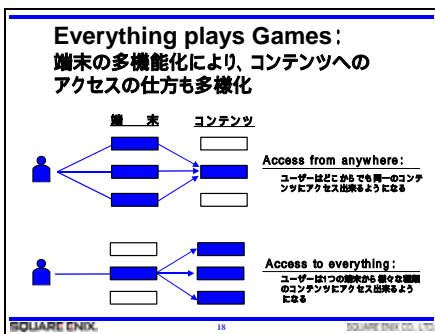 Everything plays Games:
端末の多機能化により、コンテンツへの
アクセスの仕方も多様化
端 末 コンテンツ
Access from anywhere:
ユーザーはどこからでも同一のコンテ
ンツにアクセス出来るようになる
Access to everything:
ユーザーは1つの端末から様々な種類
のコンテンツにアクセス出来るよう
になる
SQUARE ENIX.
18
SQUARE ENIX CO., LTD.